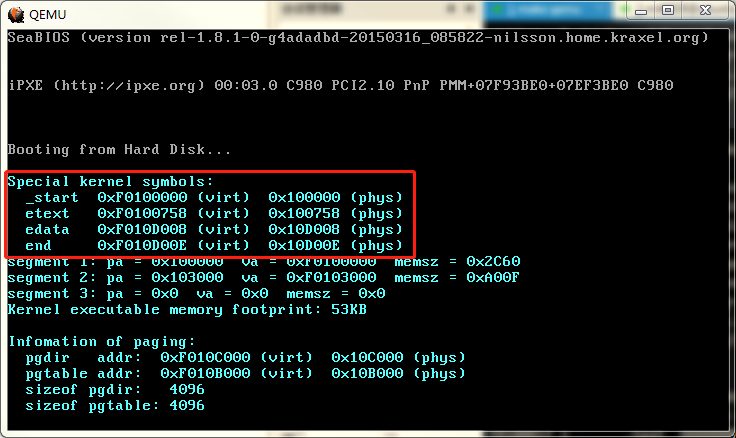 QEMU
SeaBIOS (version rel-1.8.1-0-g4adadbd-20150316_085822-nilsson.home.kraxel.org)
iPXE (http://ipxe.org) 00:03.0 C980 PCI2.10 PnP PMM+07F93BE0+07EF3BE0 C980
Booting from Hard Disk...
Special kernel symbols:
_start 0xF0100000 (virt) 0x100000 (phys)
etext 0xF0100758 (virt) 0x100758 (phys)
edata 0xF010D008 (virt) 0x10D008 (phys)
end 0xF010D00E (virt) 0x10D00E (phys)
segment 1: pa = 0x100000 va = 0xF0100000 memsz = 0x2C60
segment 2: pa = 0x103000 va = 0xF0103000 memsz = 0xA00F
segment 3: pa = 0x0 va = 0x0 memsz = 0x0
Kernel executable memory footprint: 53KB
Infomation of paging:
pgdir addr: 0xF010C000 (virt) 0x10C000 (phys)
pgtable addr: 0xF010B000 (virt) 0x10B000 (phys)
sizeof pgdir: 4096
sizeof pgtable: 4096